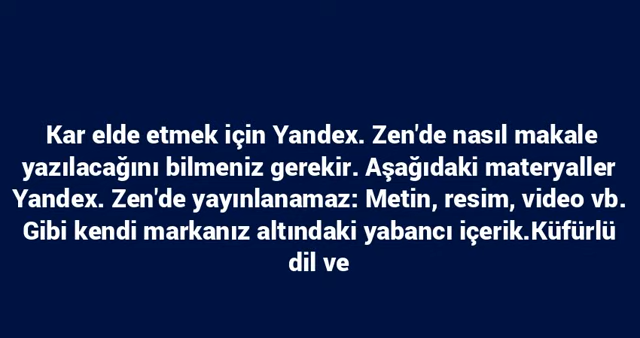 Kar elde etmek için Yandex. Zen'de nasıl makale
yazılacağını bilmeniz gerekir. Aşağıdaki materyaller
Yandex. Zen'de yayınlanamaz: Metin, resim, video vb.
Gibi kendi markanız altındaki yabancı içerik.Küfürlü
dil ve